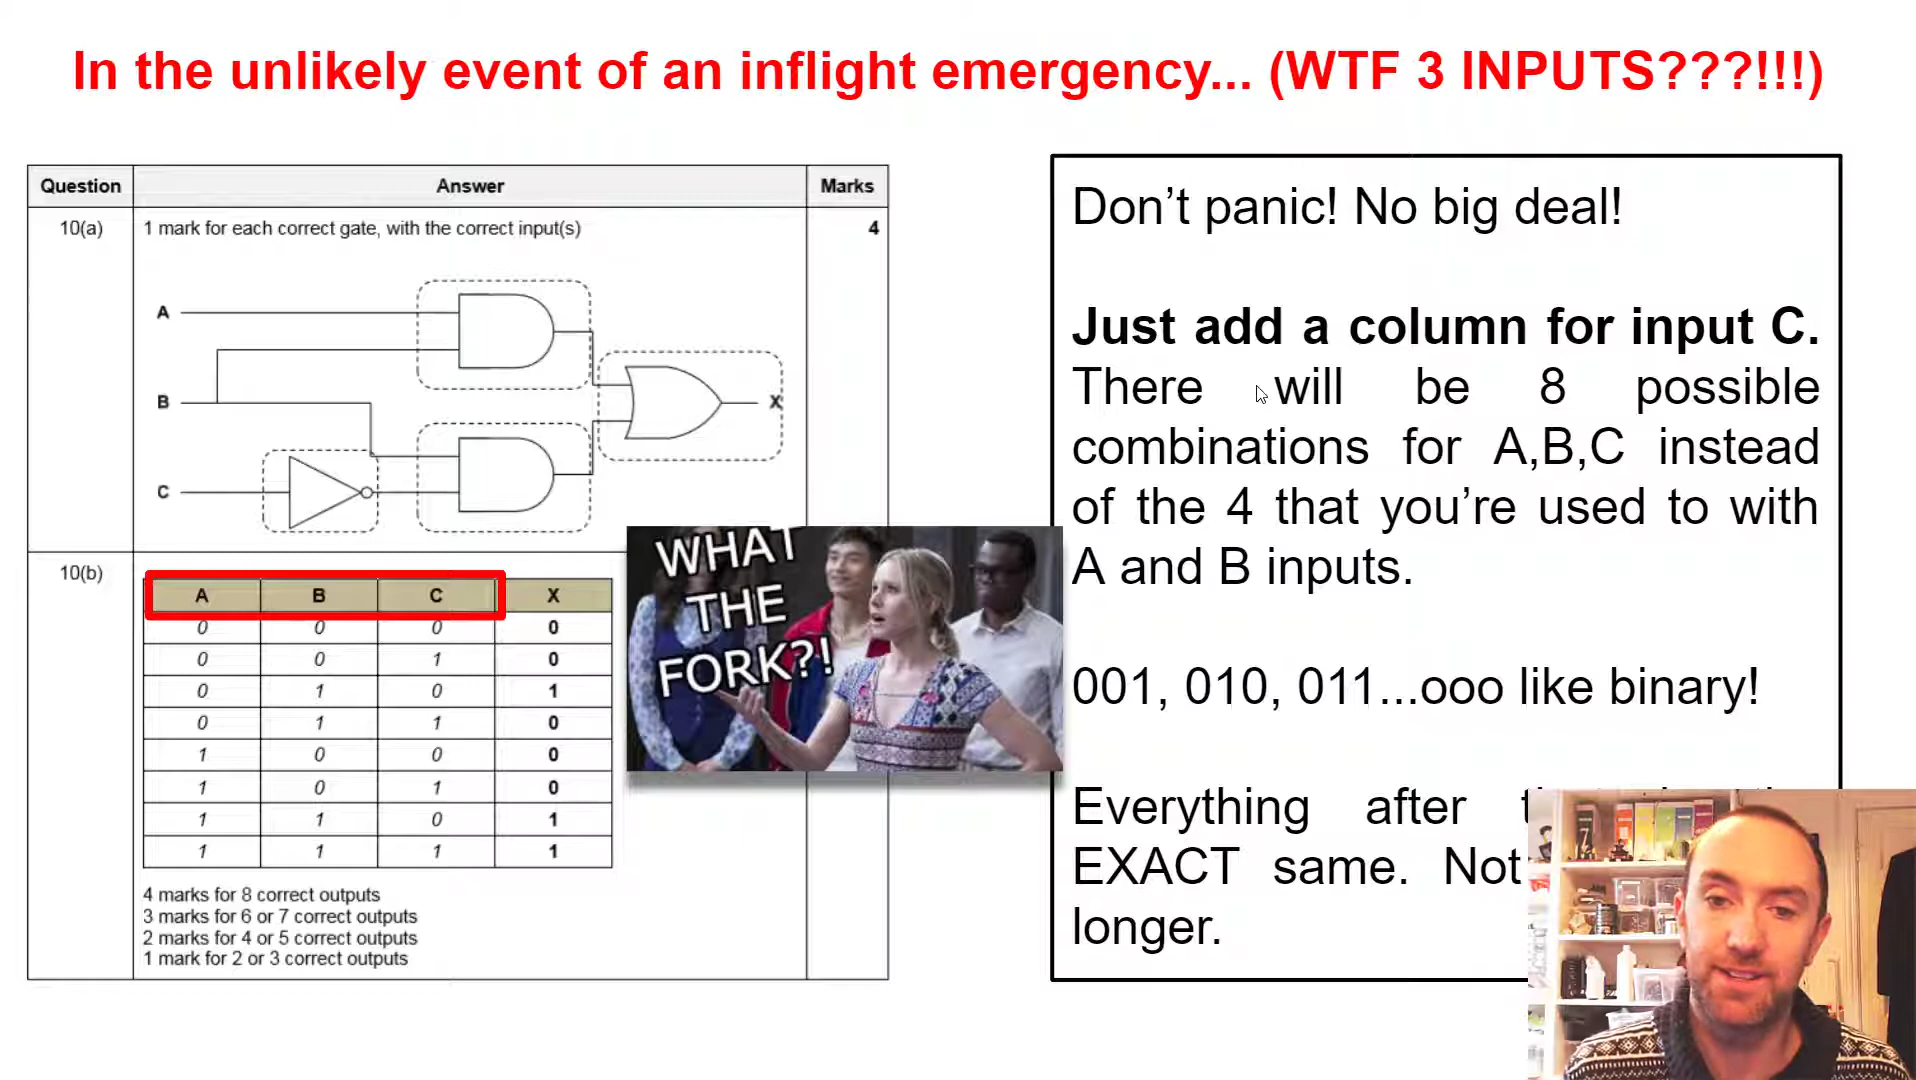 In the unlikely event of an inflight emergency... (WTF 3 INPUTS???!!!)
Question Answer Marks
10(a) 1 mark for each correct gate, with the correct input(s) 4
A
B
X
C
10(b)
A B C X
0 0 0 0
0 0 1 0
0 1 0 1
0 1 1 0
1 0 0 0
1 0 1 0
1 1 0 1
1 1 1 1
4 marks for 8 correct outputs
3 marks for 6 or 7 correct outputs
2 marks for 4 or 5 correct outputs
1 mark for 2 or 3 correct outputs
WHAT
THE
FORK?!
Don't panic! No big deal!
Just add a column for input C.
There will be 8 possible
combinations for A,B,C instead
of the 4 that you're used to with
A and B inputs.
001, 010, 011...ooo like binary!
Everything after
EXACT same. Not
longer.